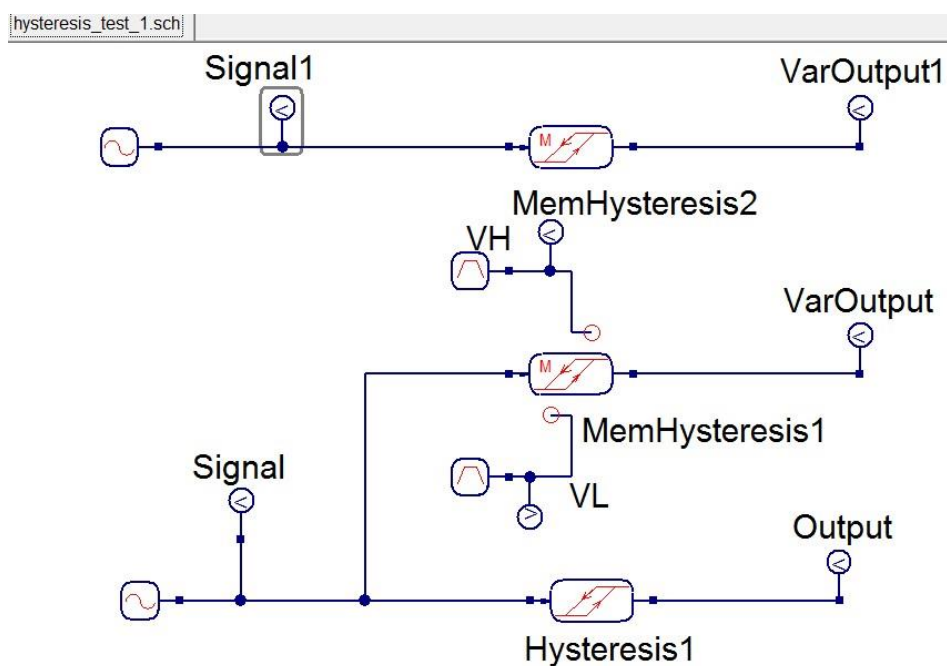 hysteresis_test_1.sch
Signal1
VarOutput1
M
MemHysteresis2
VH
VarOutput
M
MemHysteresis1
Signal
VL
Output
Hysteresis1